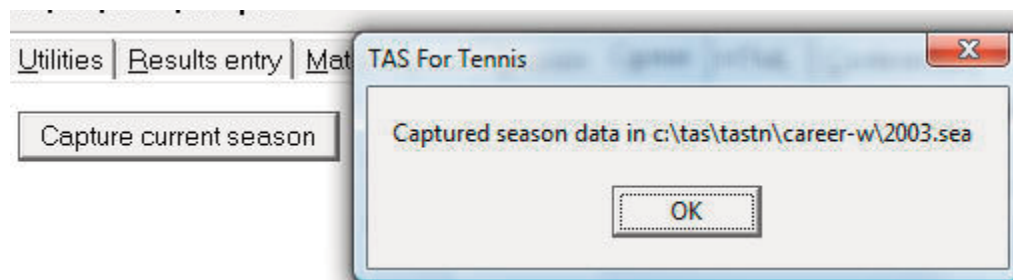 Utilities
Results entry
Mat
TAS For Tennis
Capture current season
Captured season data in c:\tas\tastn\career-w\2003.sea
OK